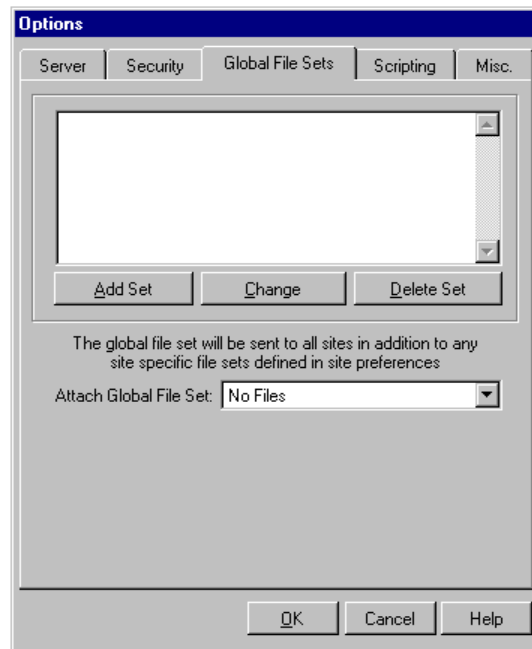 Options
Server Security Global File Sets Scripting Misc.
Add Set Change Delete Set
The global file set will be sent to all sites in addition to any
site specific file sets defined in site preferences
Attach Global File Set: No Files
OK Cancel Help